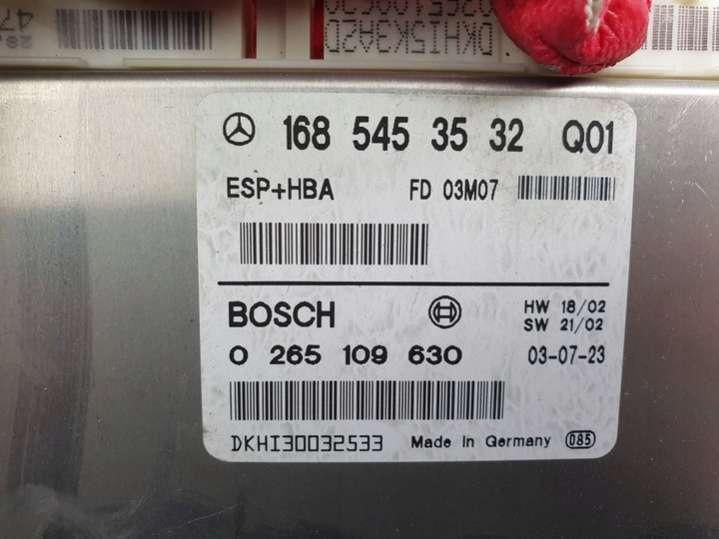 DKHI5K3A2D
168 545 35 32 Q01
ESP+HBA FD 03M07
BOSCH HW 18/02
SW 21/02
0 265 109 630 03-07-23
DKHI30032533 Made in Germany 085